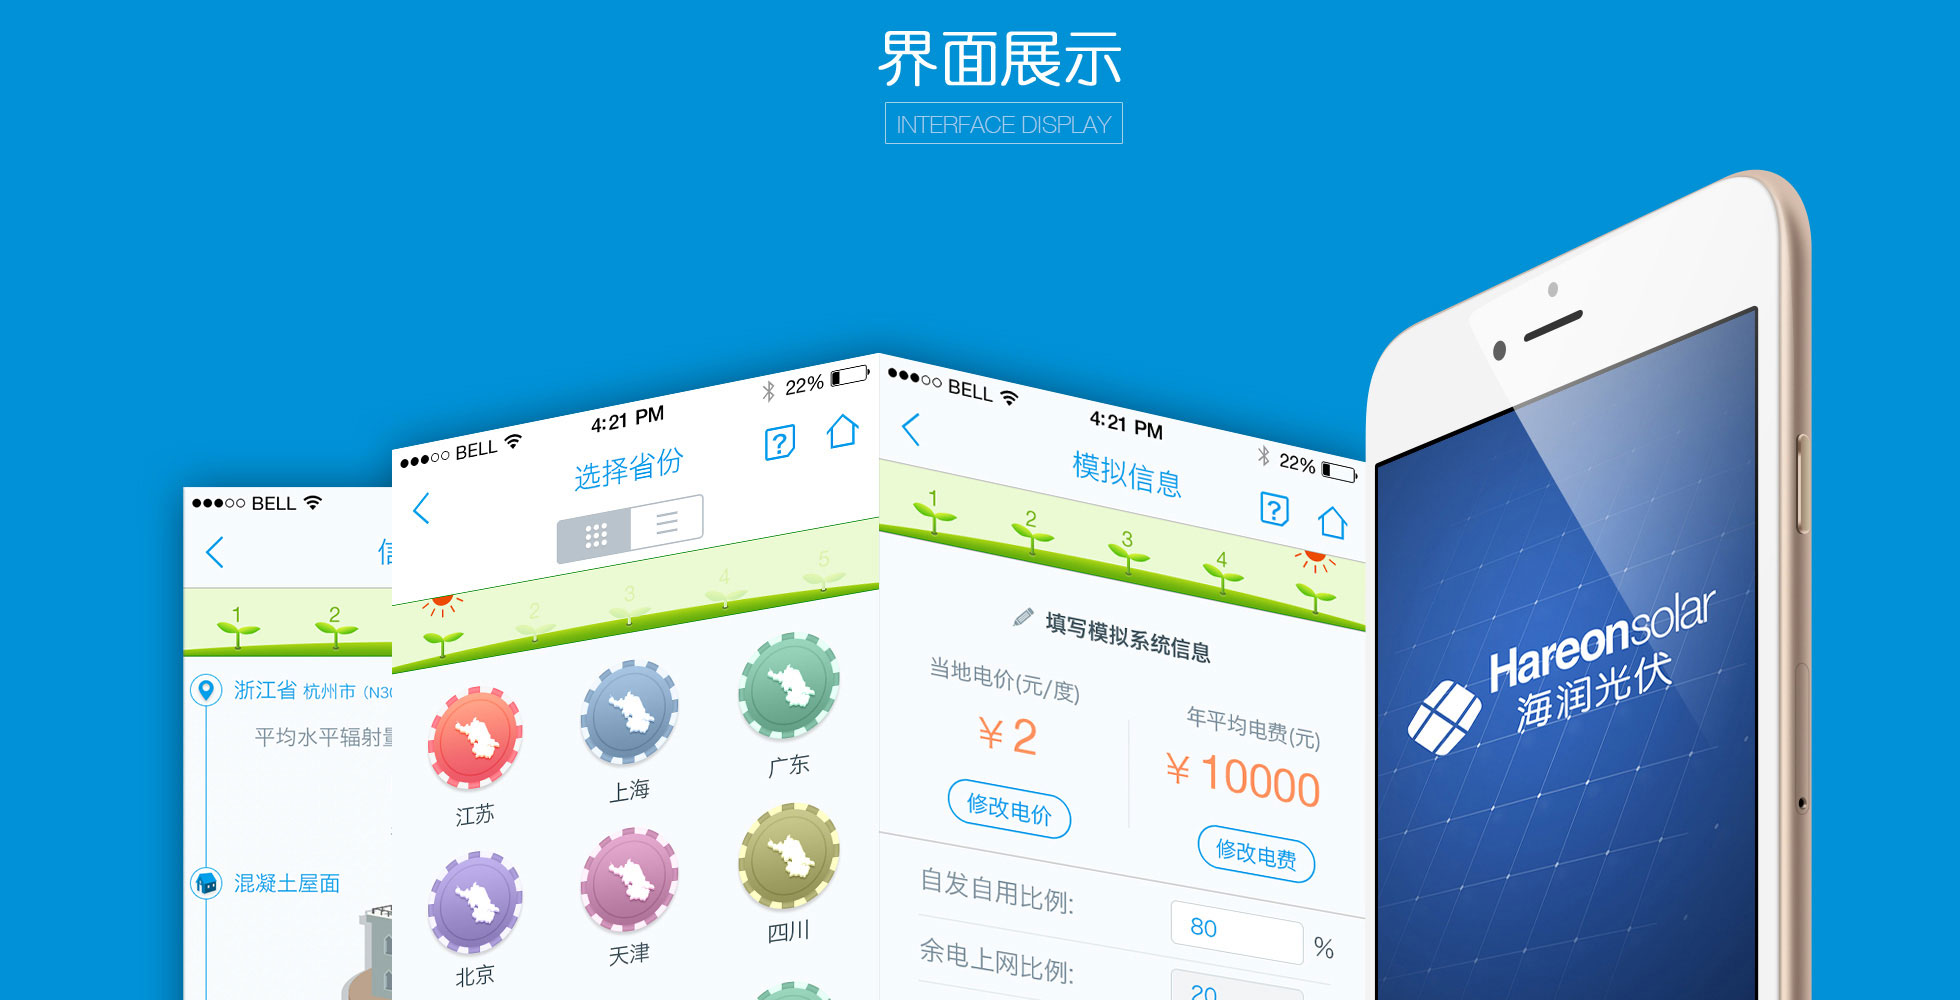 界面展示
INTERFACE DISPLAY
BELL
1
2
浙江省 杭州市
平均水平辐射
混凝土屋面
BELL
4:21 PM
22%
选择省份
?
2
3
4
5
江苏
上海
广东
北京
天津
四川
BELL
4:21 PM
22%
模拟信息
?
1
2
3
4
填写模拟系统信息
当地电价(元/度)
¥2
修改电价
年平均电费(元)
¥10000
修改电费
自发自用比例:
80
%
余电上网比例:
20
Hareonsolar
海润光伏